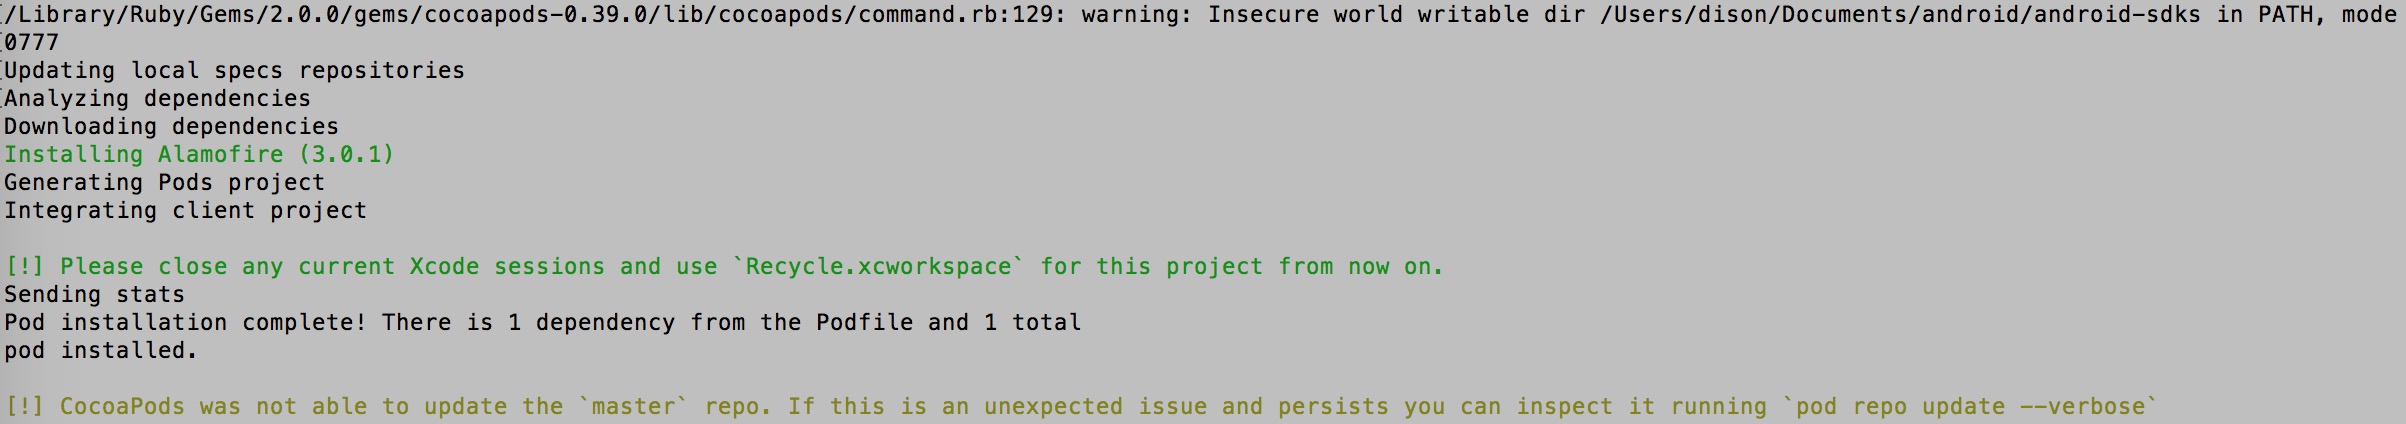 /Library/Ruby/Gems/2.0.0/gems/cocoapods-0.39.0/lib/cocoapods/command.rb:129: warning: Insecure world writable dir /Users/dison/Documents/android/android-sdks in PATH, mode
0777
Updating local specs repositories
Analyzing dependencies
Downloading dependencies
Installing Alamofire (3.0.1)
Generating Pods project
Integrating client project
[!] Please close any current Xcode sessions and use `Recycle.xcworkspace` for this project from now on.
Sending stats
Pod installation complete! There is 1 dependency from the Podfile and 1 total
pod installed.
[!] CocoaPods was not able to update the `master` repo. If this is an unexpected issue and persists you can inspect it running `pod repo update --verbose`